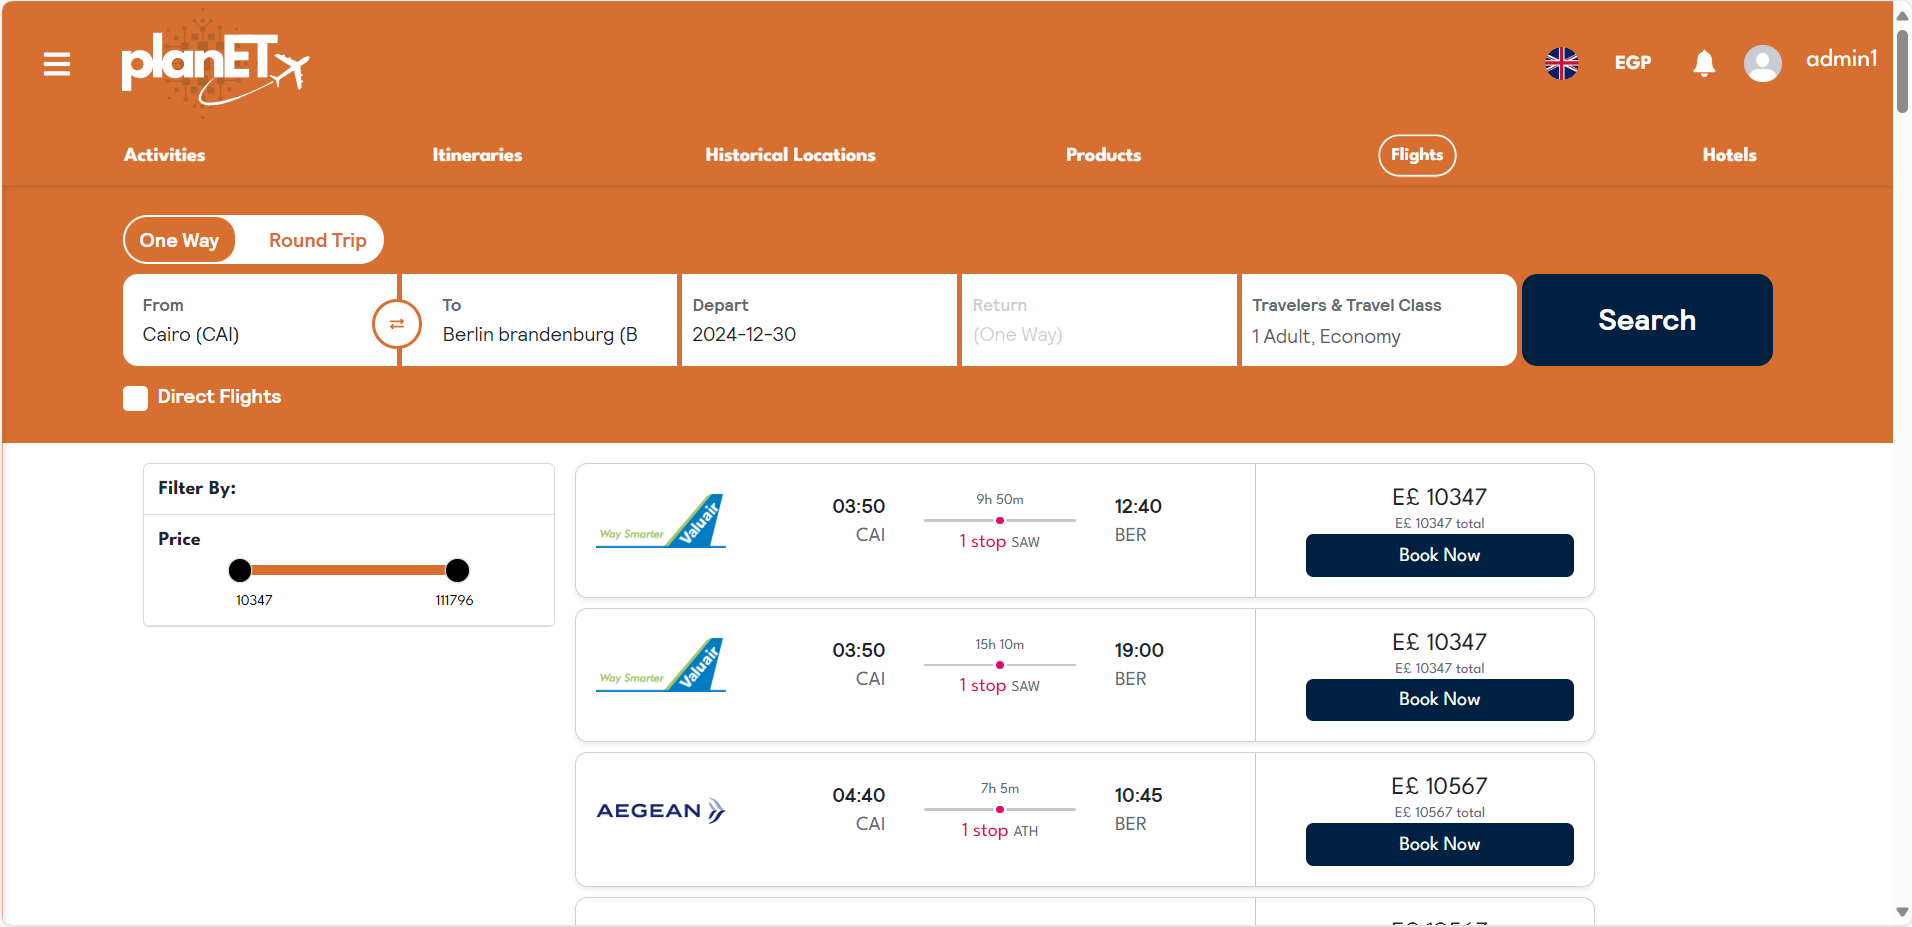 planET
EGP
admin1
Activities
Itineraries
Historical Locations
Products
Flights
Hotels
One Way
Round Trip
From
Cairo (CAI)
To
Berlin brandenburg (B
Depart
2024-12-30
Return
(One Way)
Travelers & Travel Class
1 Adult, Economy
Search
Direct Flights
Filter By:
Price
10347
111796
Way Smarter Valuair
03:50
CAI
9h 50m
1 stop SAW
12:40
BER
E£ 10347
E£ 10347 total
Book Now
Way Smarter Valuair
03:50
CAI
15h 10m
1 stop SAW
19:00
BER
E£ 10347
E£ 10347 total
Book Now
AEGEAN
04:40
CAI
7h 5m
1 stop ATH
10:45
BER
E£ 10567
E£ 10567 total
Book Now